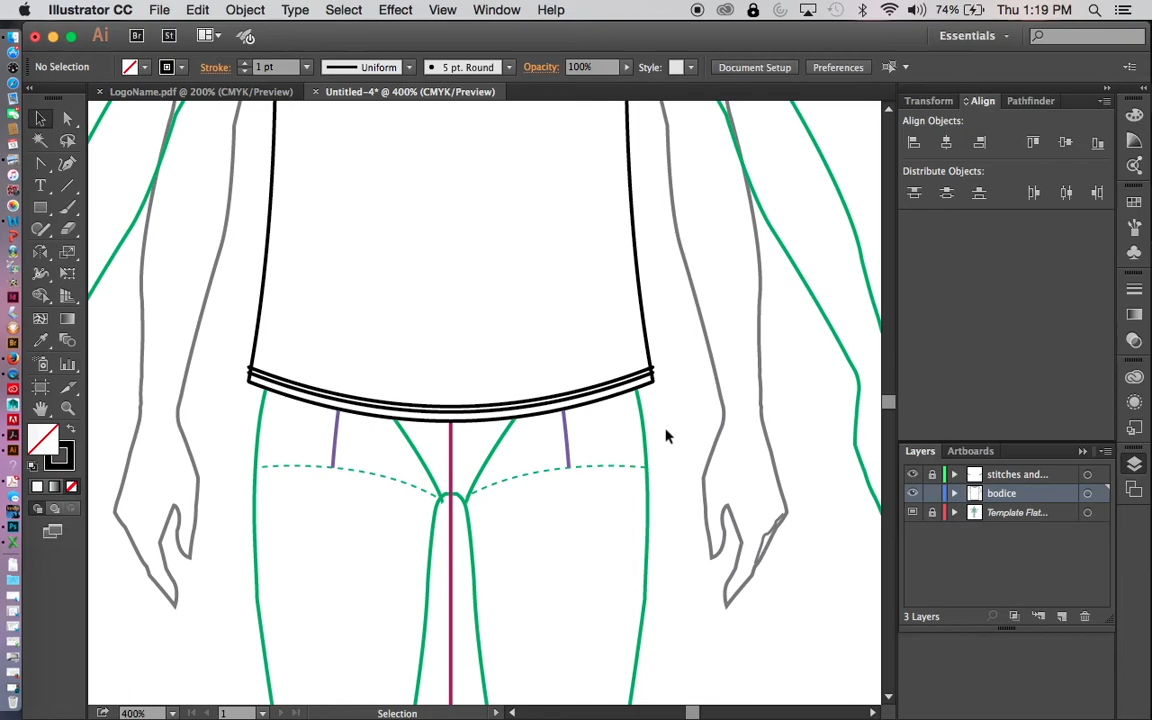 Illustrator CC File Edit Object Type Select Effect View Window Help 74% Thu 1:19 PM
Ai Br St Essentials
No Selection Stroke: 1 pt Uniform 5 pt. Round Opacity: 100% Style: Document Setup Preferences
× LogoName.pdf @ 200% (CMYK/Preview) × Untitled-4* @ 400% (CMYK/Preview)
Transform Align Pathfinder
Align Objects:
Distribute Objects:
Layers Artboards
stitches and...
bodice
Template Flat...
3 Layers
400% 1 Selection